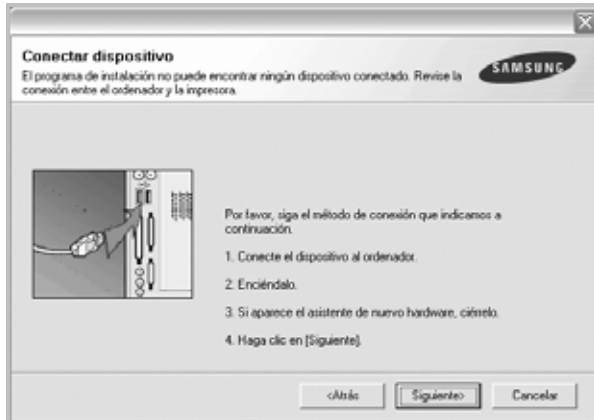 Conectar dispositivo
El programa de instalación no puede encontrar ningún dispositivo conectado. Revise la
conexión entre el ordenador y la impresora.
SAMSUNG
Por favor, siga el método de conexión que indicamos a
continuación.
1. Conecte el dispositivo al ordenador.
2. Enciéndalo.
3. Si aparece el asistente de nuevo hardware, ciérrelo.
4. Haga clic en [Siguiente].
<Atrás
Siguiente>
Cancelar